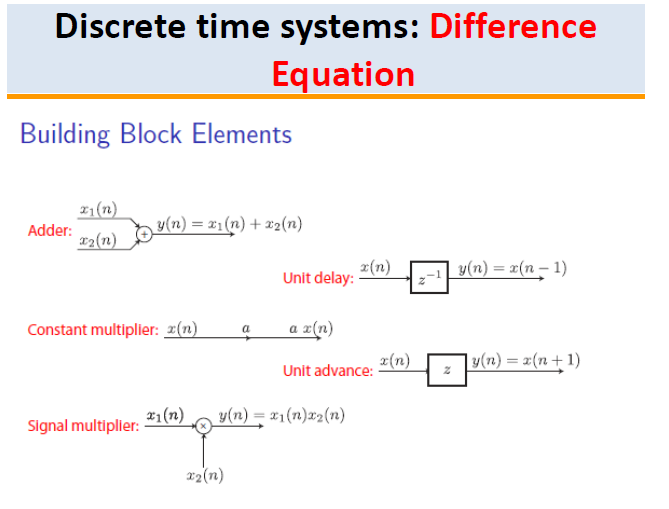 Discrete time systems: Difference
Equation
Building Block Elements
Adder: x₁(n) x₂(n) + y(n) = x₁(n) + x₂(n)
Unit delay: x(n) z⁻¹ y(n) = x(n − 1)
Constant multiplier: x(n) a a x(n)
Unit advance: x(n) z y(n) = x(n + 1)
Signal multiplier: x₁(n) × y(n) = x₁(n)x₂(n)
x₂(n)